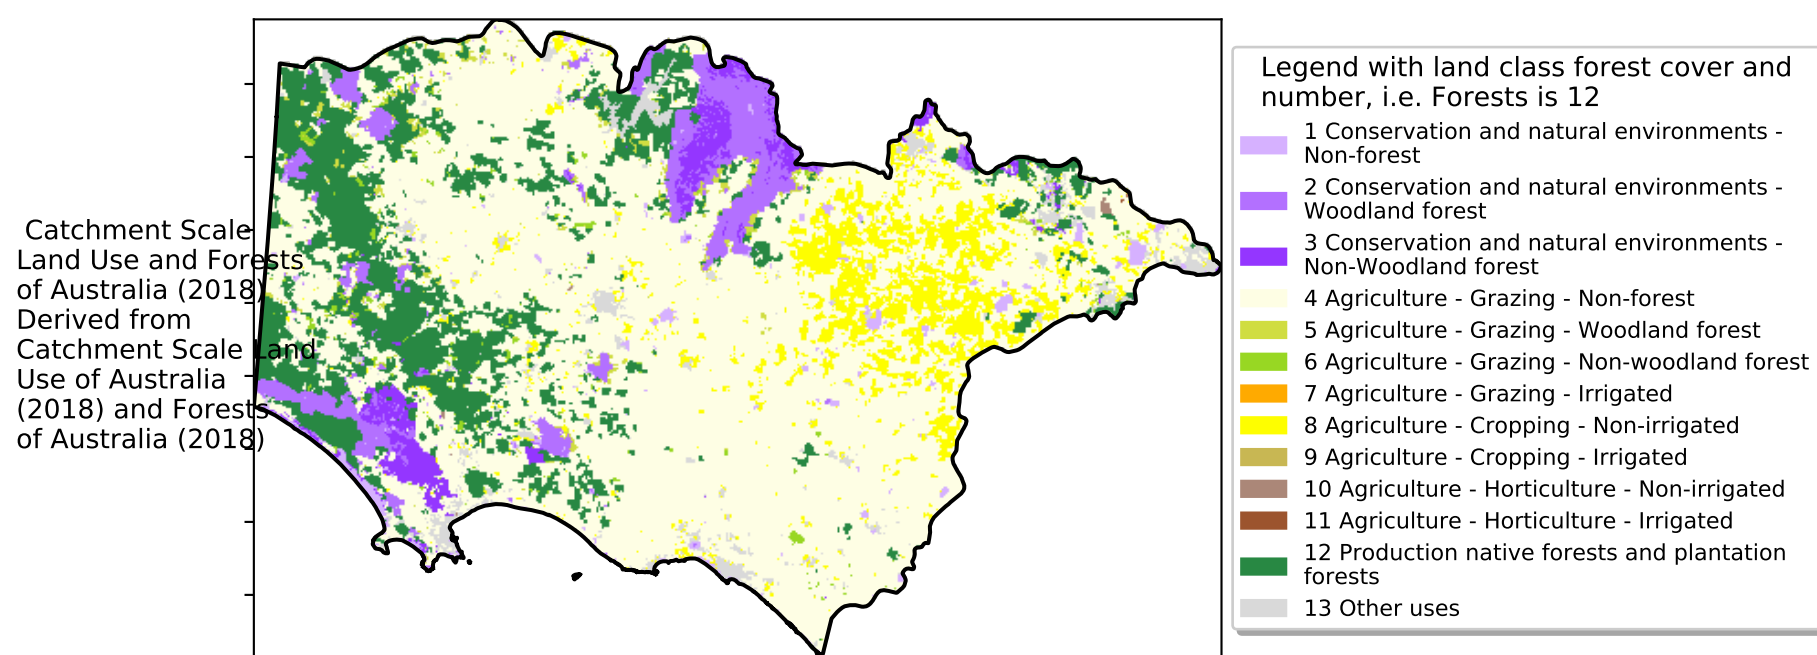 Catchment Scale
Land Use and Forests
of Australia (2018)
Derived from
Catchment Scale Land
Use of Australia
(2018) and Forests
of Australia (2018)
Legend with land class forest cover and
number, i.e. Forests is 12
1 Conservation and natural environments -
Non-forest
2 Conservation and natural environments -
Woodland forest
3 Conservation and natural environments -
Non-Woodland forest
4 Agriculture - Grazing - Non-forest
5 Agriculture - Grazing - Woodland forest
6 Agriculture - Grazing - Non-woodland forest
7 Agriculture - Grazing - Irrigated
8 Agriculture - Cropping - Non-irrigated
9 Agriculture - Cropping - Irrigated
10 Agriculture - Horticulture - Non-irrigated
11 Agriculture - Horticulture - Irrigated
12 Production native forests and plantation
forests
13 Other uses